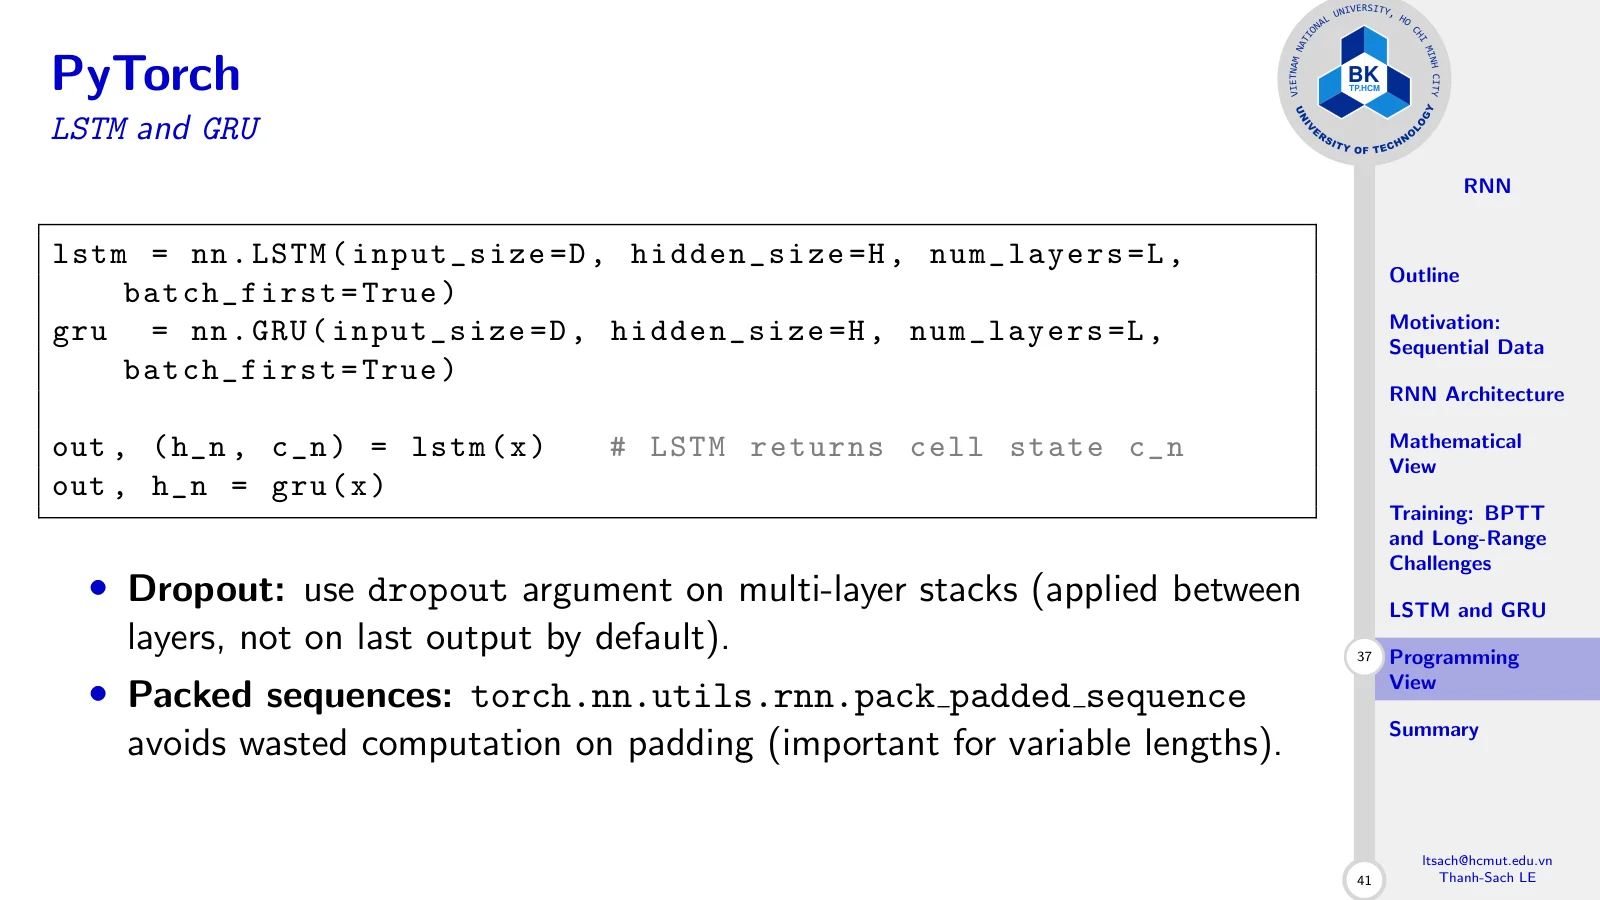 PyTorch
LSTM and GRU
lstm = nn.LSTM(input_size=D, hidden_size=H, num_layers=L,
batch_first=True)
gru  = nn.GRU(input_size=D, hidden_size=H, num_layers=L,
batch_first=True)
out, (h_n, c_n) = lstm(x)   # LSTM returns cell state c_n
out, h_n = gru(x)
• Dropout: use dropout argument on multi-layer stacks (applied between
layers, not on last output by default).
• Packed sequences: torch.nn.utils.rnn.pack_padded_sequence
avoids wasted computation on padding (important for variable lengths).
VIETNAM NATIONAL UNIVERSITY, HO CHI MINH CITY
BK
TP.HCM
UNIVERSITY OF TECHNOLOGY
RNN
Outline
Motivation:
Sequential Data
RNN Architecture
Mathematical
View
Training: BPTT
and Long-Range
Challenges
LSTM and GRU
37
Programming
View
Summary
ltsach@hcmut.edu.vn
Thanh-Sach LE
41